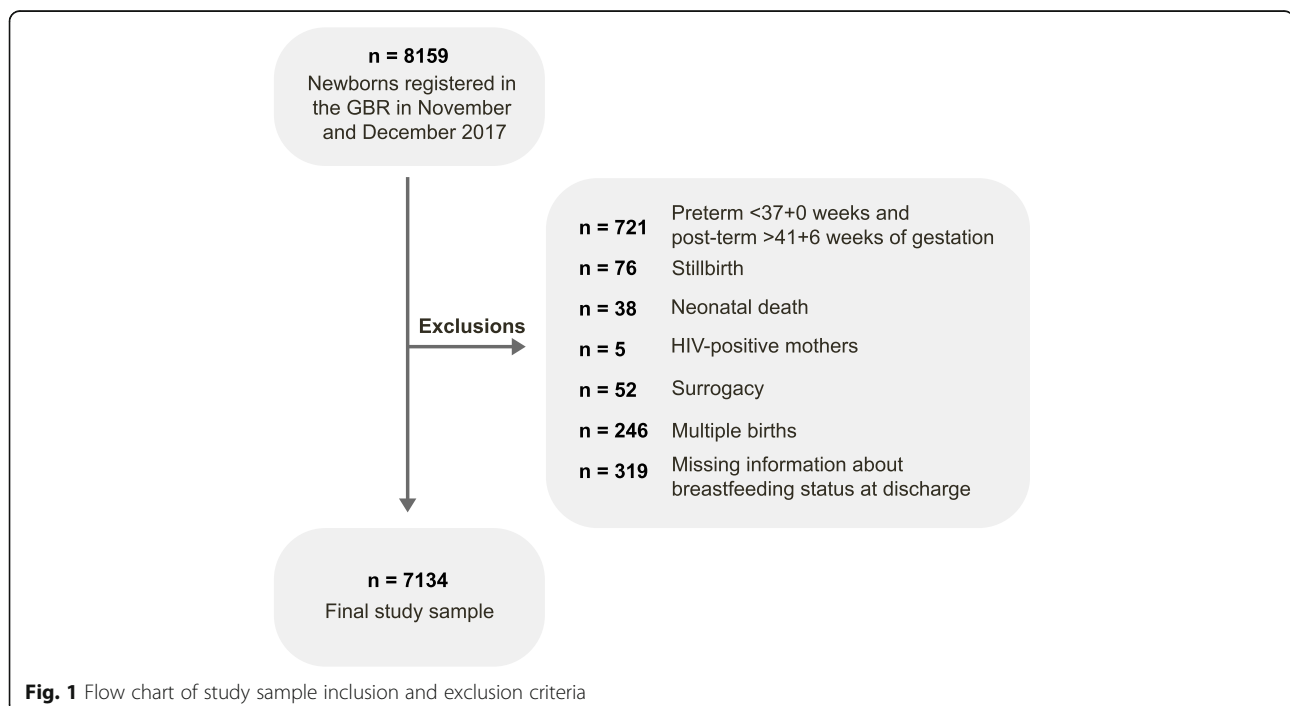 n = 8159
Newborns registered in
the GBR in November
and December 2017
Exclusions
n = 721 Preterm <37+0 weeks and
post-term >41+6 weeks of gestation
n = 76 Stillbirth
n = 38 Neonatal death
n = 5 HIV-positive mothers
n = 52 Surrogacy
n = 246 Multiple births
n = 319 Missing information about
breastfeeding status at discharge
n = 7134
Final study sample
Fig. 1 Flow chart of study sample inclusion and exclusion criteria